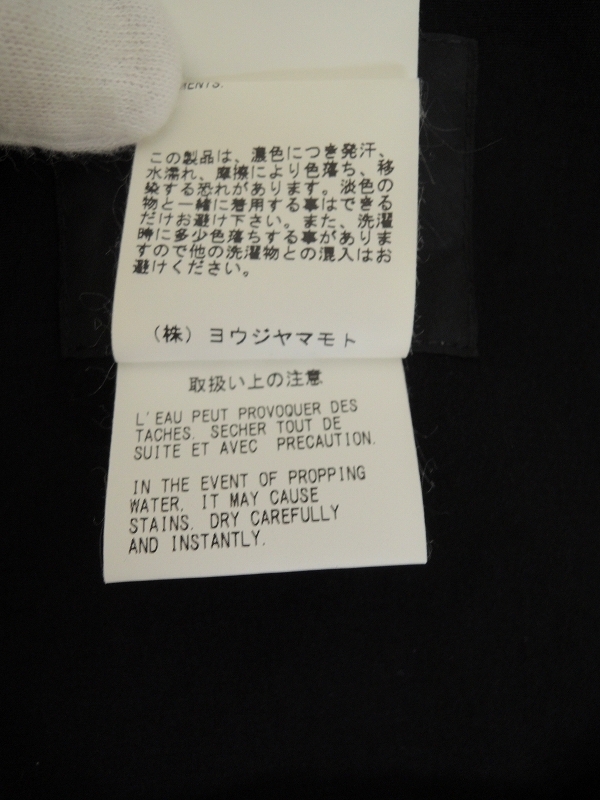 MENTS.
この製品は、濃色につき発汗、
水濡れ、摩擦により色落ち、移
染する恐れがあります。淡色の
物と一緒に着用する事はできる
だけお避け下さい。また、洗濯
時に多少色落ちする事がありま
すので他の洗濯物との混入はお
避けください。
(株) ヨウジヤマモト
取扱い上の注意
L'EAU PEUT PROVOQUER DES
TACHES. SECHER TOUT DE
SUITE ET AVEC PRECAUTION.
IN THE EVENT OF PROPPING
WATER, IT MAY CAUSE
STAINS. DRY CAREFULLY
AND INSTANTLY.